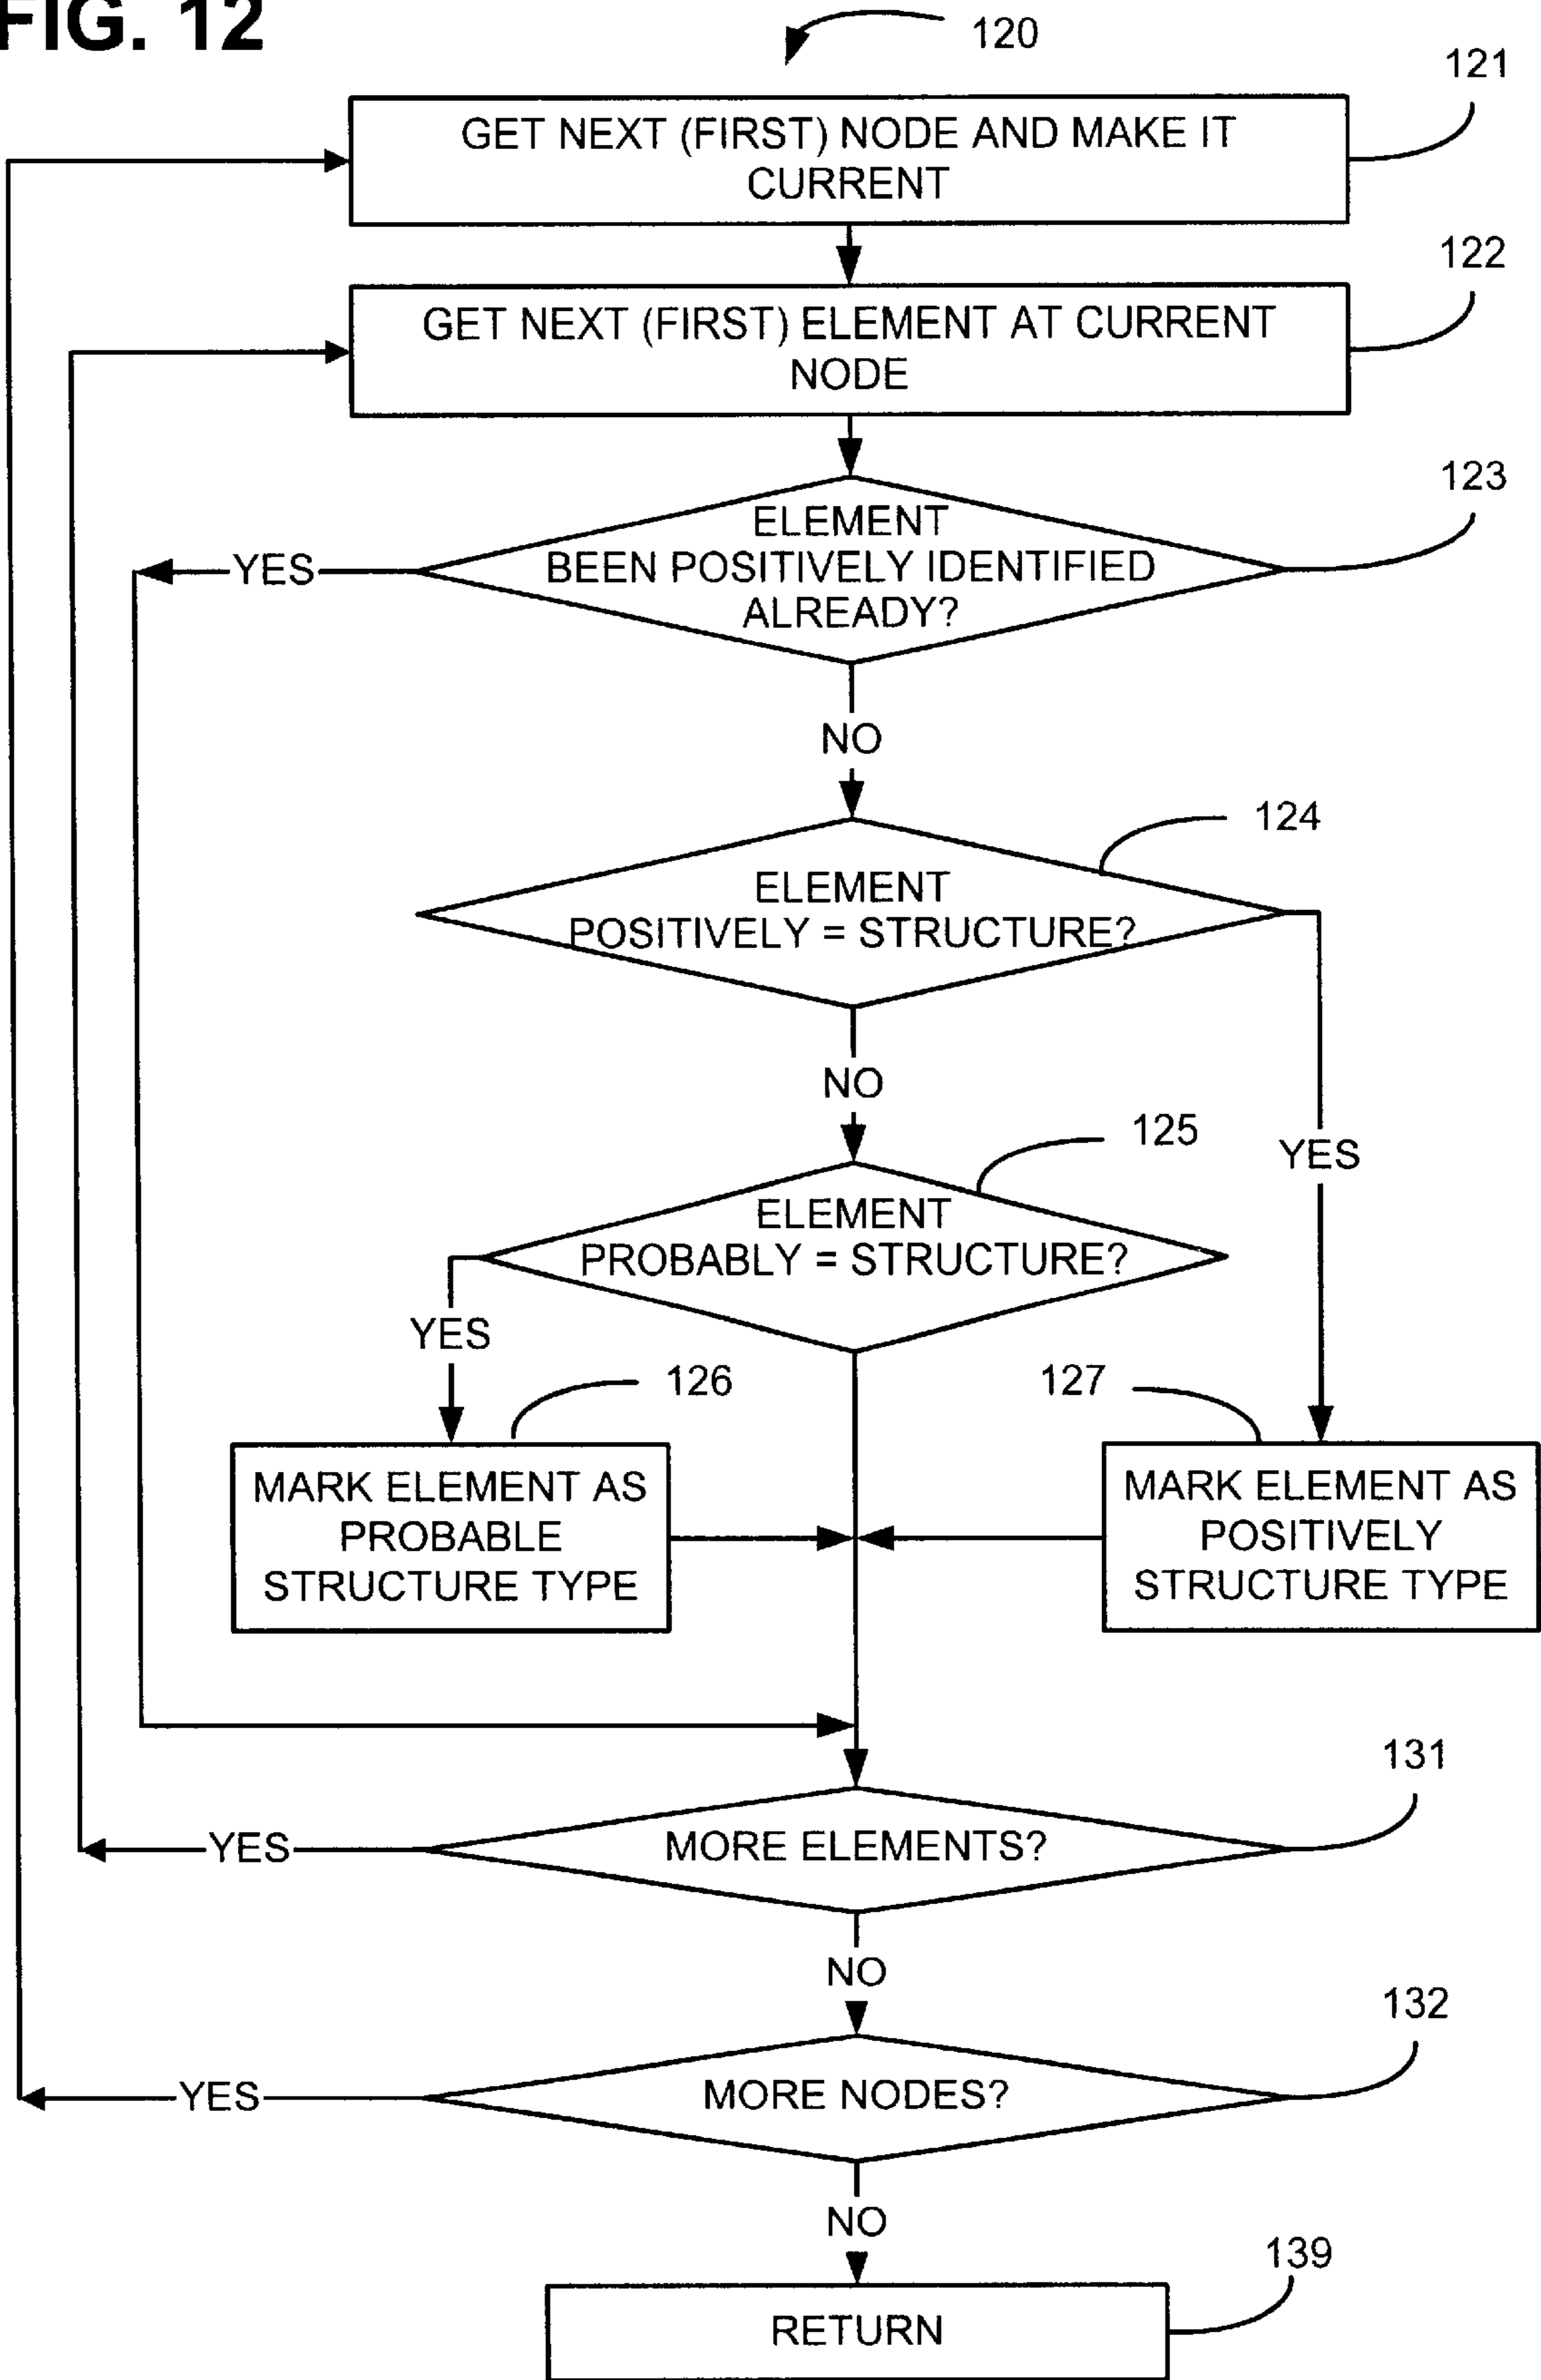 FIG. 12
120
121
GET NEXT (FIRST) NODE AND MAKE IT
CURRENT
122
GET NEXT (FIRST) ELEMENT AT CURRENT
NODE
123
ELEMENT
BEEN POSITIVELY IDENTIFIED
ALREADY?
YES
NO
124
ELEMENT
POSITIVELY = STRUCTURE?
NO
YES
125
ELEMENT
PROBABLY = STRUCTURE?
YES
126
127
MARK ELEMENT AS
PROBABLE
STRUCTURE TYPE
MARK ELEMENT AS
POSITIVELY
STRUCTURE TYPE
131
MORE ELEMENTS?
YES
NO
132
MORE NODES?
YES
NO
139
RETURN